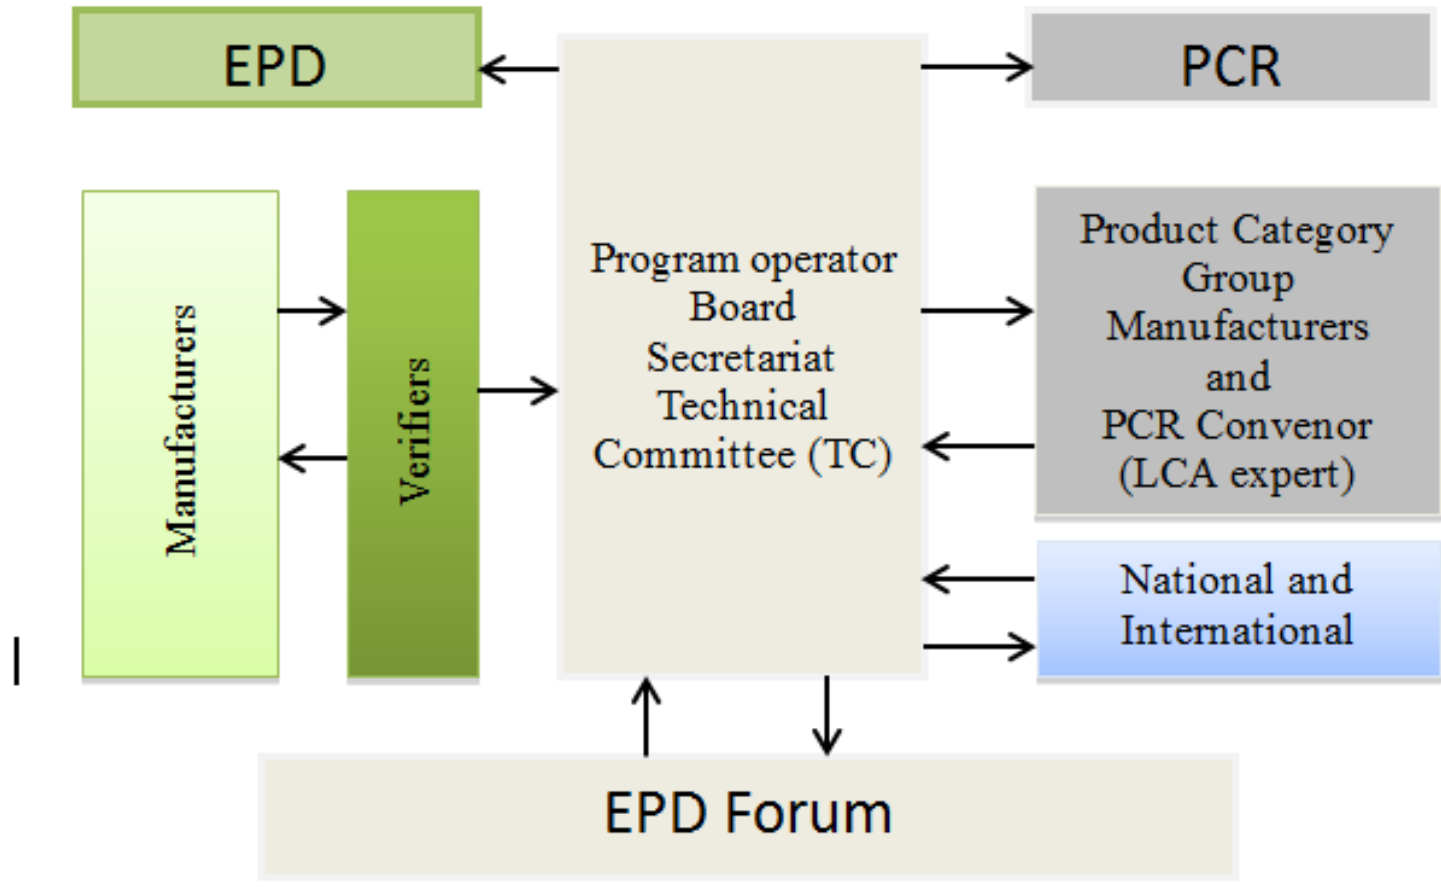 EPD
PCR
Manufacturers
Verifiers
Program operator
Board
Secretariat
Technical
Committee (TC)
Product Category
Group
Manufacturers
and
PCR Convenor
(LCA expert)
National and
International
EPD Forum